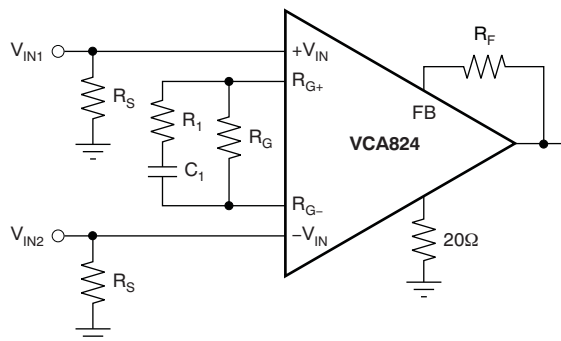 V_IN1
+V_IN
R_F
R_S
R_G+
R_1
R_G
FB
VCA824
C_1
R_G−
V_IN2
−V_IN
20Ω
R_S